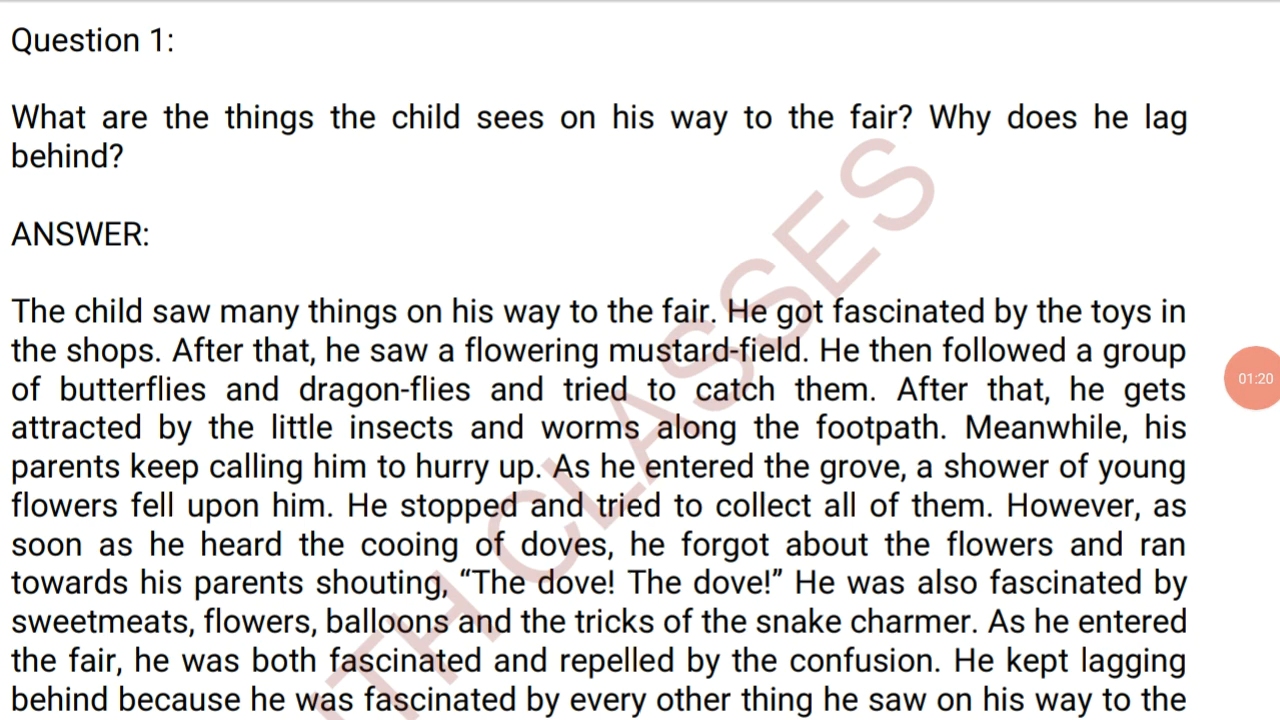 Question 1:
What are the things the child sees on his way to the fair? Why does he lag
behind?
ANSWER:
The child saw many things on his way to the fair. He got fascinated by the toys in
the shops. After that, he saw a flowering mustard-field. He then followed a group
of butterflies and dragon-flies and tried to catch them. After that, he gets
attracted by the little insects and worms along the footpath. Meanwhile, his
parents keep calling him to hurry up. As he entered the grove, a shower of young
flowers fell upon him. He stopped and tried to collect all of them. However, as
soon as he heard the cooing of doves, he forgot about the flowers and ran
towards his parents shouting, “The dove! The dove!” He was also fascinated by
sweetmeats, flowers, balloons and the tricks of the snake charmer. As he entered
the fair, he was both fascinated and repelled by the confusion. He kept lagging
behind because he was fascinated by every other thing he saw on his way to the
01:20
TH CLASSES